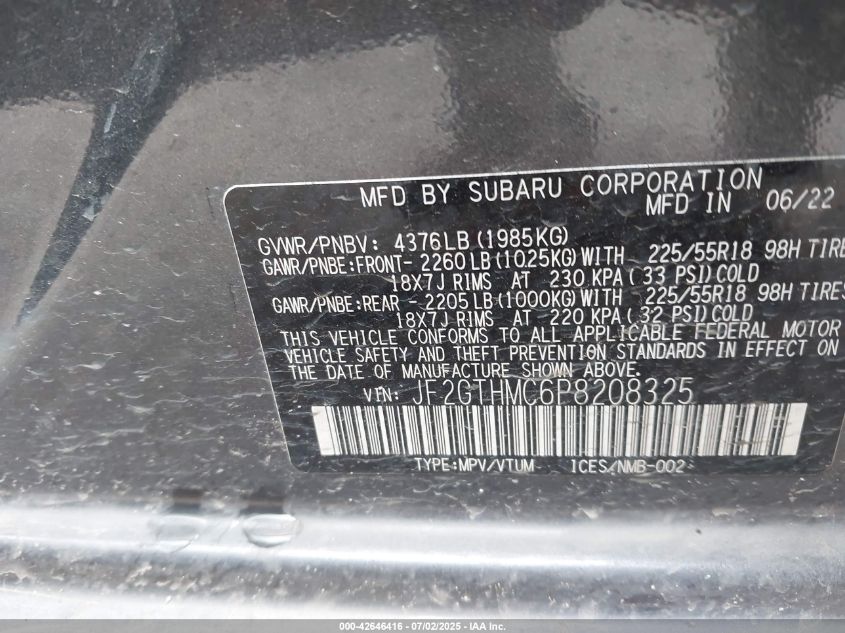 MFD BY SUBARU CORPORATION
MFD IN 06/22
GVWR/PNBV: 4376LB(1985KG)
GAWR/PNBE:FRONT- 2260LB(1025KG)WITH 225/55R18 98H TIRE
18X7J RIMS AT 230 KPA(33 PSI)COLD
GAWR/PNBE:REAR - 2205LB(1000KG)WITH 225/55R18 98H TIRES
18X7J RIMS AT 220 KPA(32 PSI)COLD
THIS VEHICLE CONFORMS TO ALL APPLICABLE FEDERAL MOTOR
VEHICLE SAFETY AND THEFT PREVENTION STANDARDS IN EFFECT ON
THE DATE OF MANUFACTURE SHOWN ABOVE.
VIN: JF2GTHMC6P8208325
TYPE:MPV/VTUM ICES/NMB-002
000-42646416 - 07/02/2025 - IAA Inc.